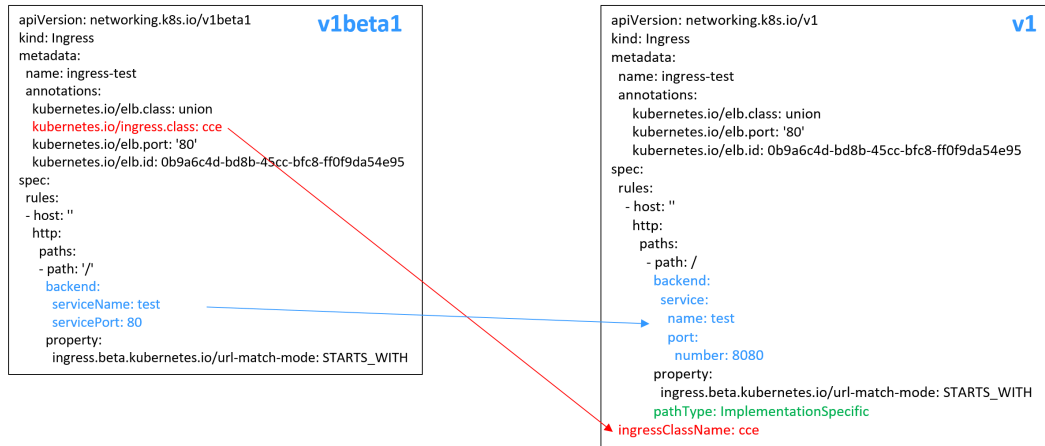 v1beta1
apiVersion: networking.k8s.io/v1beta1
kind: Ingress
metadata:
name: ingress-test
annotations:
kubernetes.io/elb.class: union
kubernetes.io/ingress.class: cce
kubernetes.io/elb.port: '80'
kubernetes.io/elb.id: 0b9a6c4d-bd8b-45cc-bfc8-ff0f9da54e95
spec:
rules:
- host: ''
http:
paths:
- path: '/'
backend:
serviceName: test
servicePort: 80
property:
ingress.beta.kubernetes.io/url-match-mode: STARTS_WITH
v1
apiVersion: networking.k8s.io/v1
kind: Ingress
metadata:
name: ingress-test
annotations:
kubernetes.io/elb.class: union
kubernetes.io/elb.port: '80'
kubernetes.io/elb.id: 0b9a6c4d-bd8b-45cc-bfc8-ff0f9da54e95
spec:
rules:
- host: ''
http:
paths:
- path: /
backend:
service:
name: test
port:
number: 8080
property:
ingress.beta.kubernetes.io/url-match-mode: STARTS_WITH
pathType: ImplementationSpecific
ingressClassName: cce